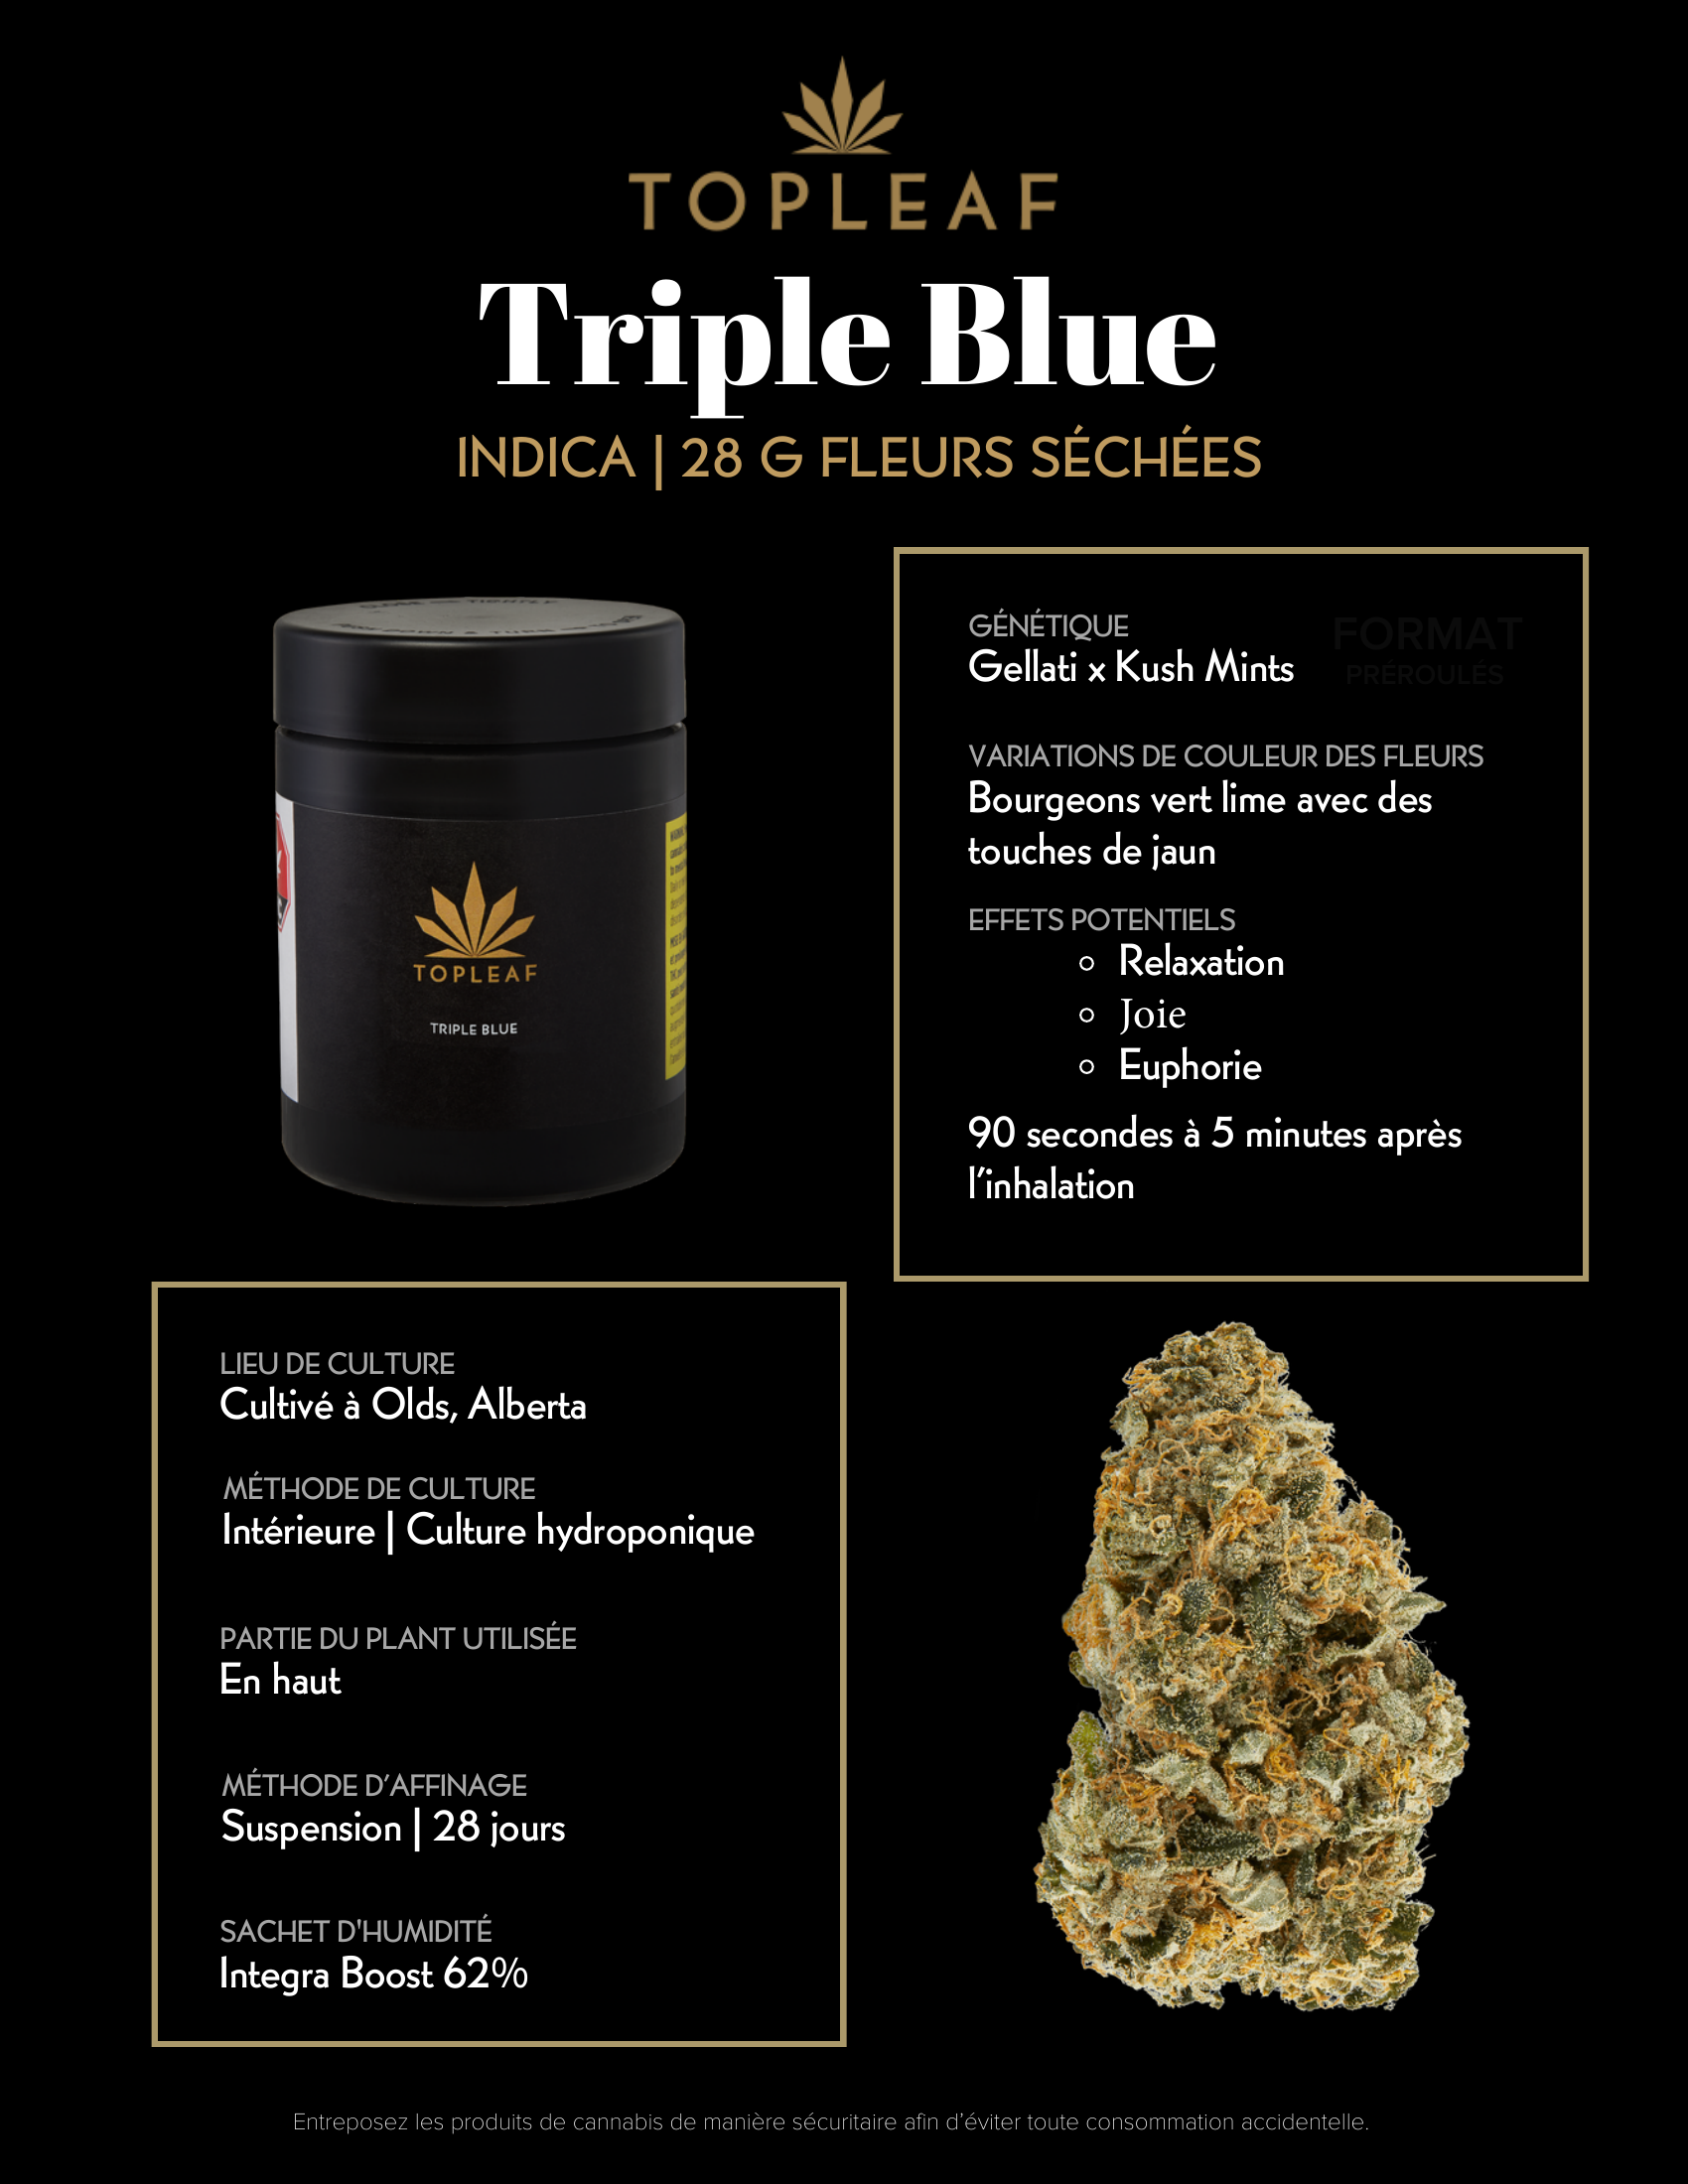 TOPLEAF
Triple Blue
INDICA | 28 G FLEURS SÉCHÉES
GÉNÉTIQUE
Gellati x Kush Mints
FORMAT
PRÉROULÉS
VARIATIONS DE COULEUR DES FLEURS
Bourgeons vert lime avec des
touches de jaun
EFFETS POTENTIELS
Relaxation
Joie
Euphorie
90 secondes à 5 minutes après
l'inhalation
TOPLEAF
TRIPLE BLUE
LIEU DE CULTURE
Cultivé à Olds, Alberta
MÉTHODE DE CULTURE
Intérieure | Culture hydroponique
PARTIE DU PLANT UTILISÉE
En haut
MÉTHODE D'AFFINAGE
Suspension | 28 jours
SACHET D'HUMIDITÉ
Integra Boost 62%
Entreposez les produits de cannabis de manière sécuritaire afin d'éviter toute consommation accidentelle.